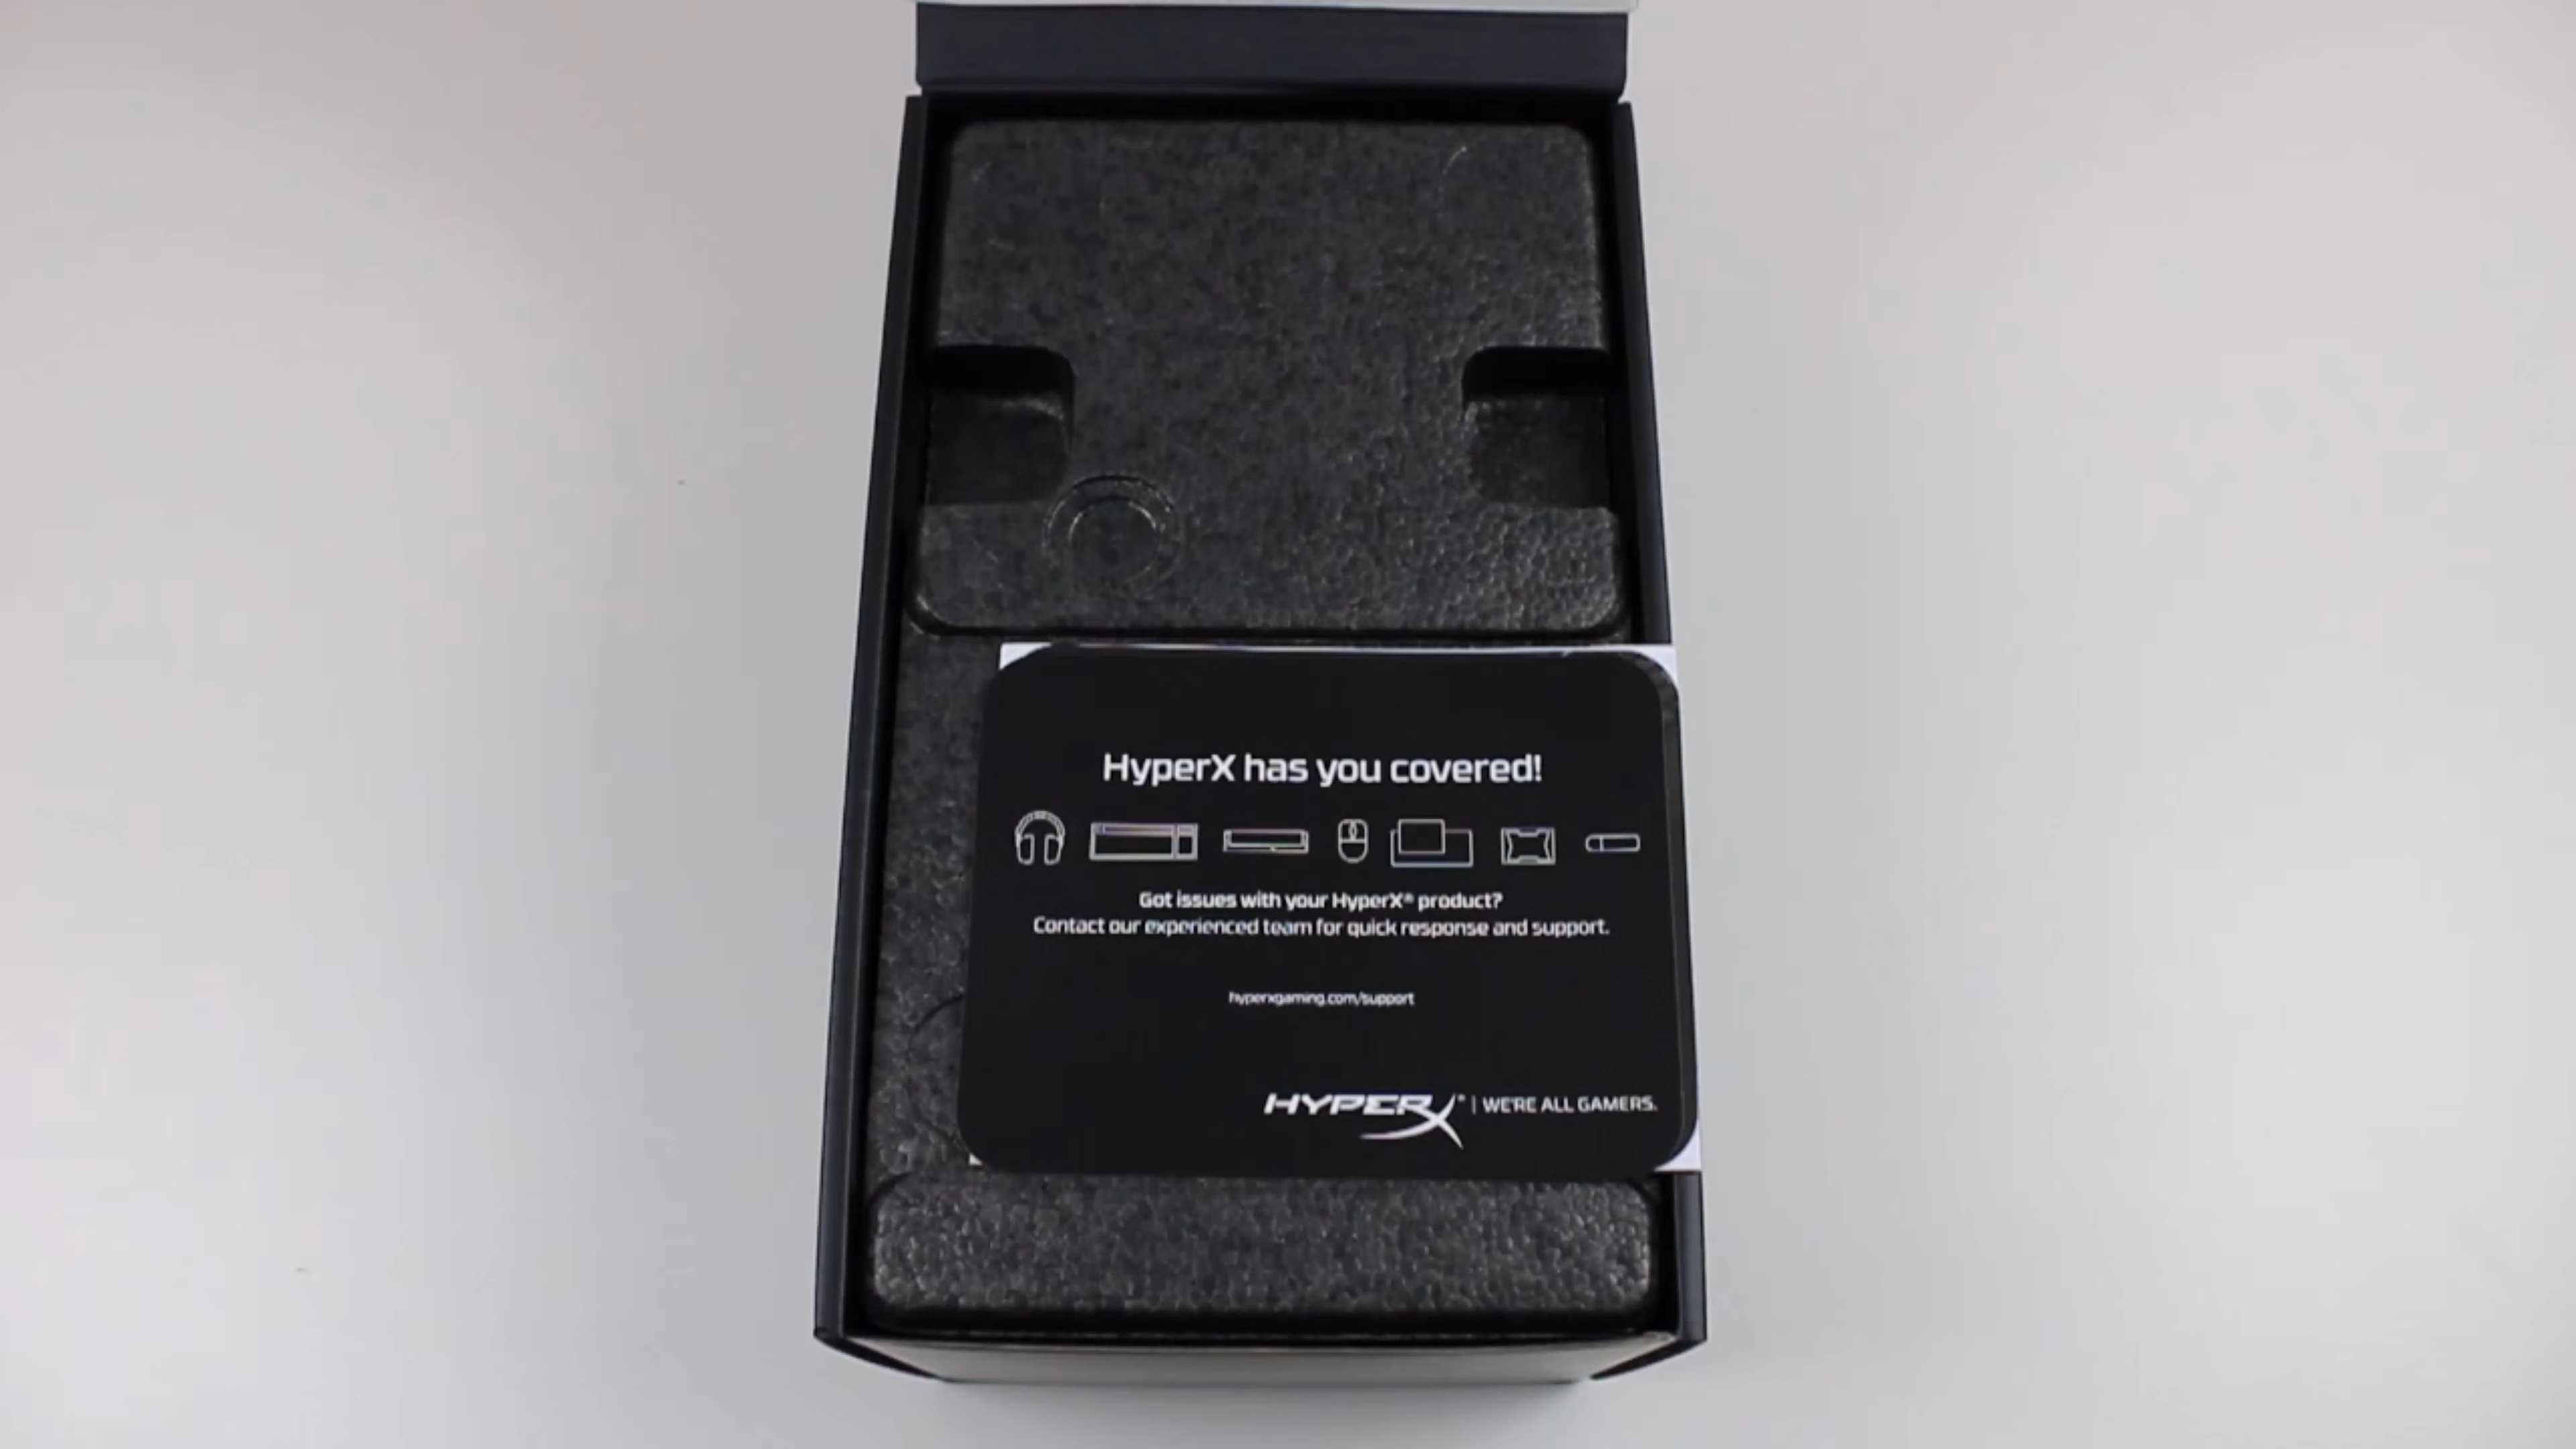 HyperX has you covered!
Got issues with your HyperX® product?
Contact our experienced team for quick response and support.
hyperxgaming.com/support
HYPERX® | WE'RE ALL GAMERS.